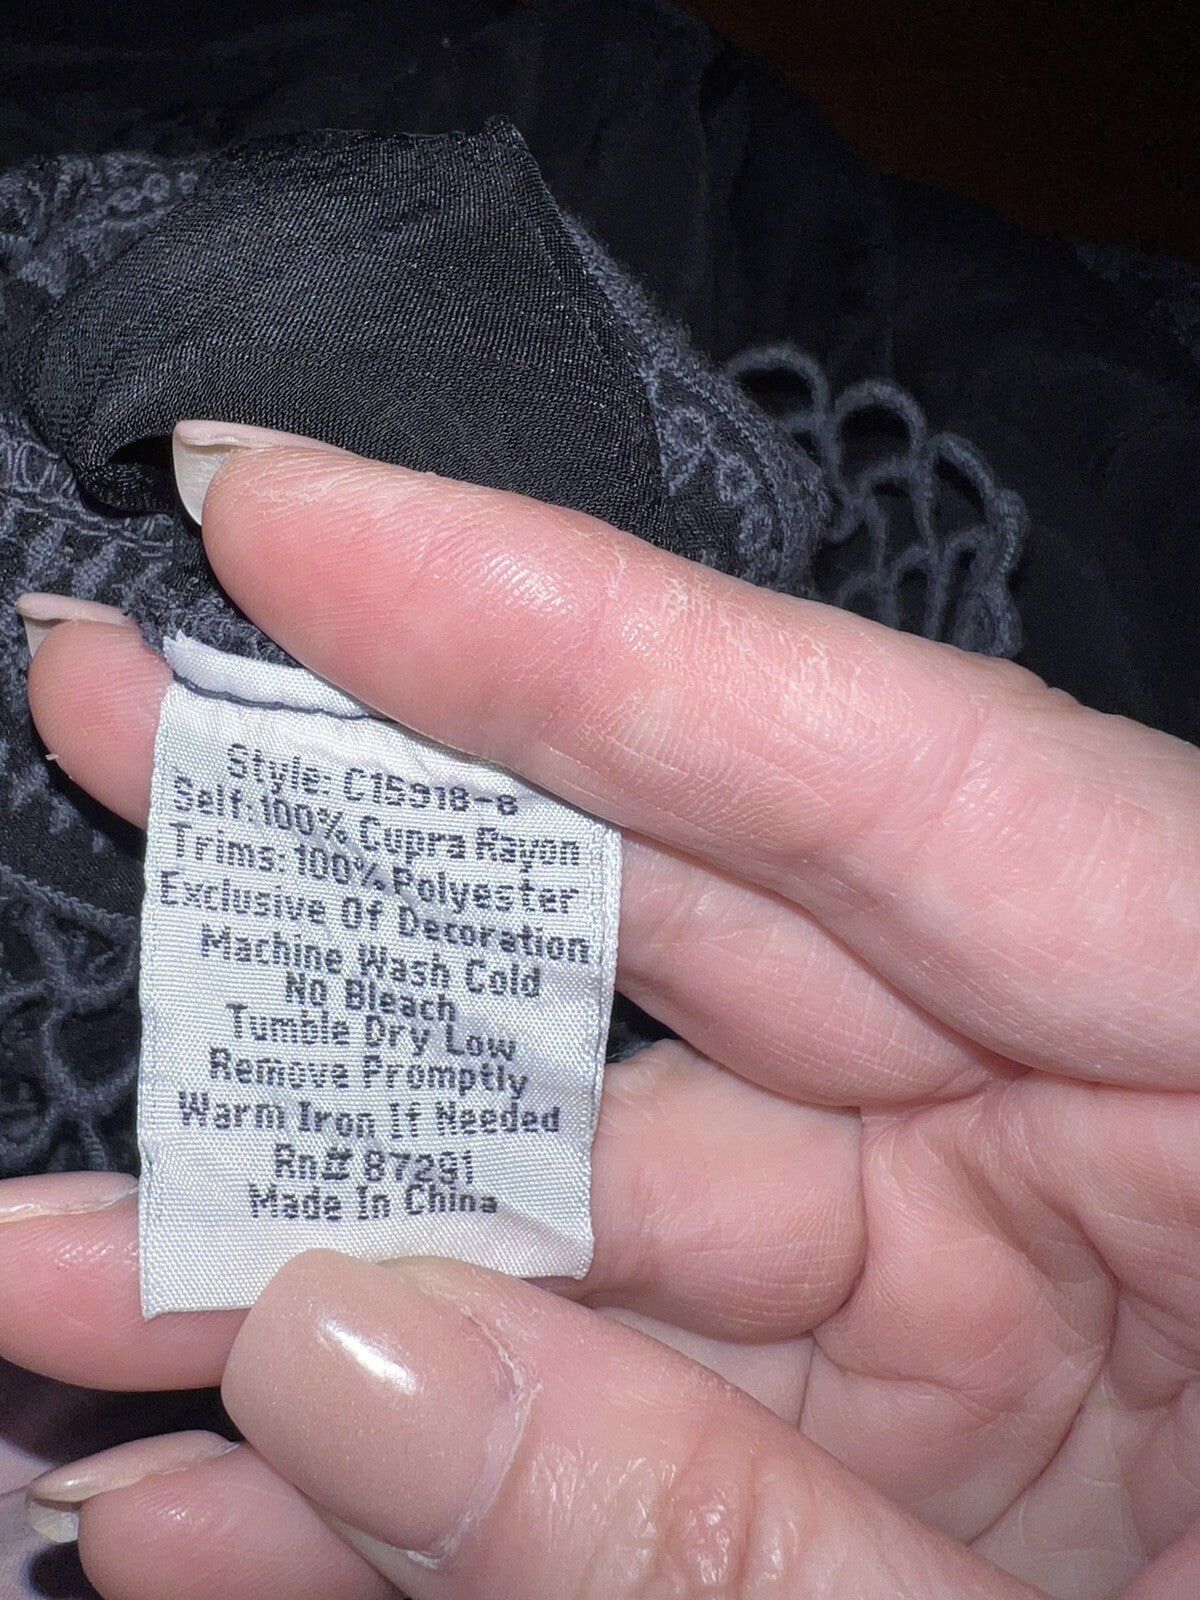 Style: C15918-8
Self:100% Cupra Rayon
Trims:100% Polyester
Exclusive Of Decoration
Machine Wash Cold
No Bleach
Tumble Dry Low
Remove Promptly
Warm Iron If Needed
Rn# 87291
Made In China